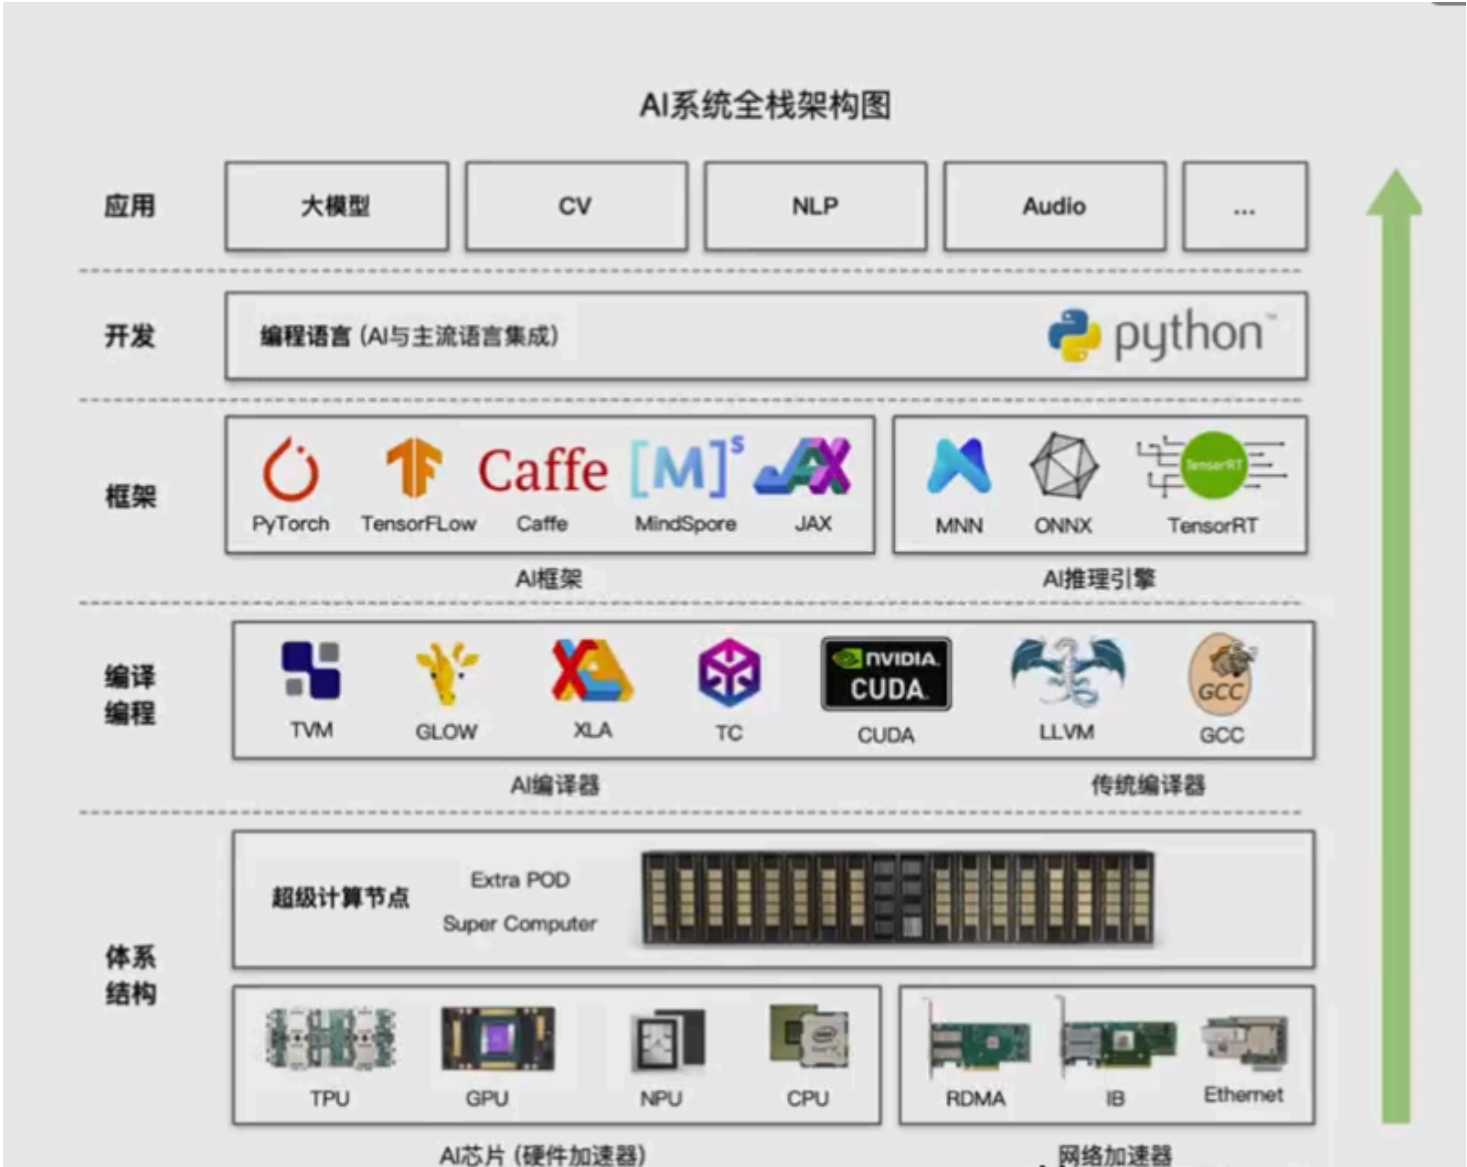 AI系统全栈架构图
应用
大模型
CV
NLP
Audio
...
开发
编程语言 (AI与主流语言集成)
python™
框架
Caffe
[M]s
JAX
TensorRT
PyTorch
TensorFLow
Caffe
MindSpore
JAX
MNN
ONNX
TensorRT
AI框架
AI推理引擎
编译
编程
NVIDIA.
CUDA
GCC
TVM
GLOW
XLA
TC
CUDA
LLVM
GCC
AI编译器
传统编译器
体系
结构
超级计算节点
Extra POD
Super Computer
TPU
GPU
NPU
CPU
RDMA
IB
Ethernet
AI芯片 (硬件加速器)
网络加速器